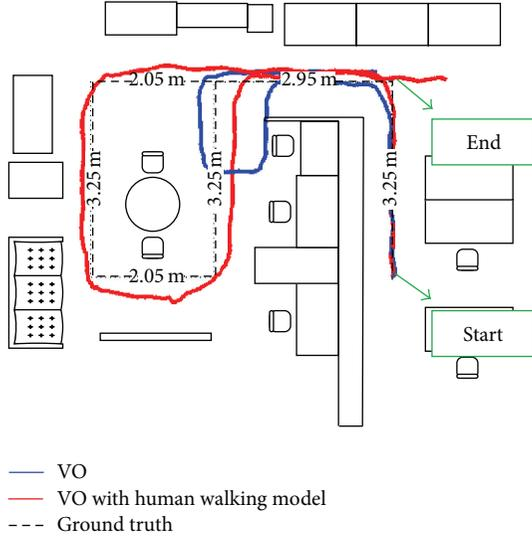 2.05 m
2.95 m
3.25 m
3.25 m
3.25 m
2.05 m
End
Start
VO
VO with human walking model
Ground truth